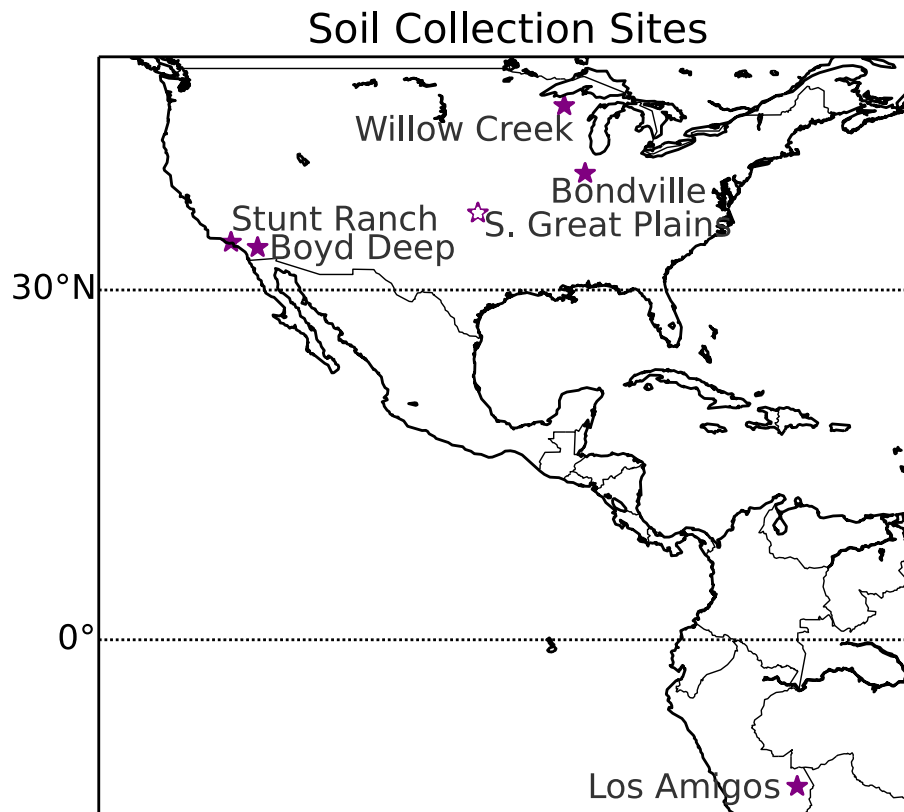 Soil Collection Sites
Willow Creek
Bondville
S. Great Plains
Stunt Ranch
Boyd Deep
30°N
0°
Los Amigos